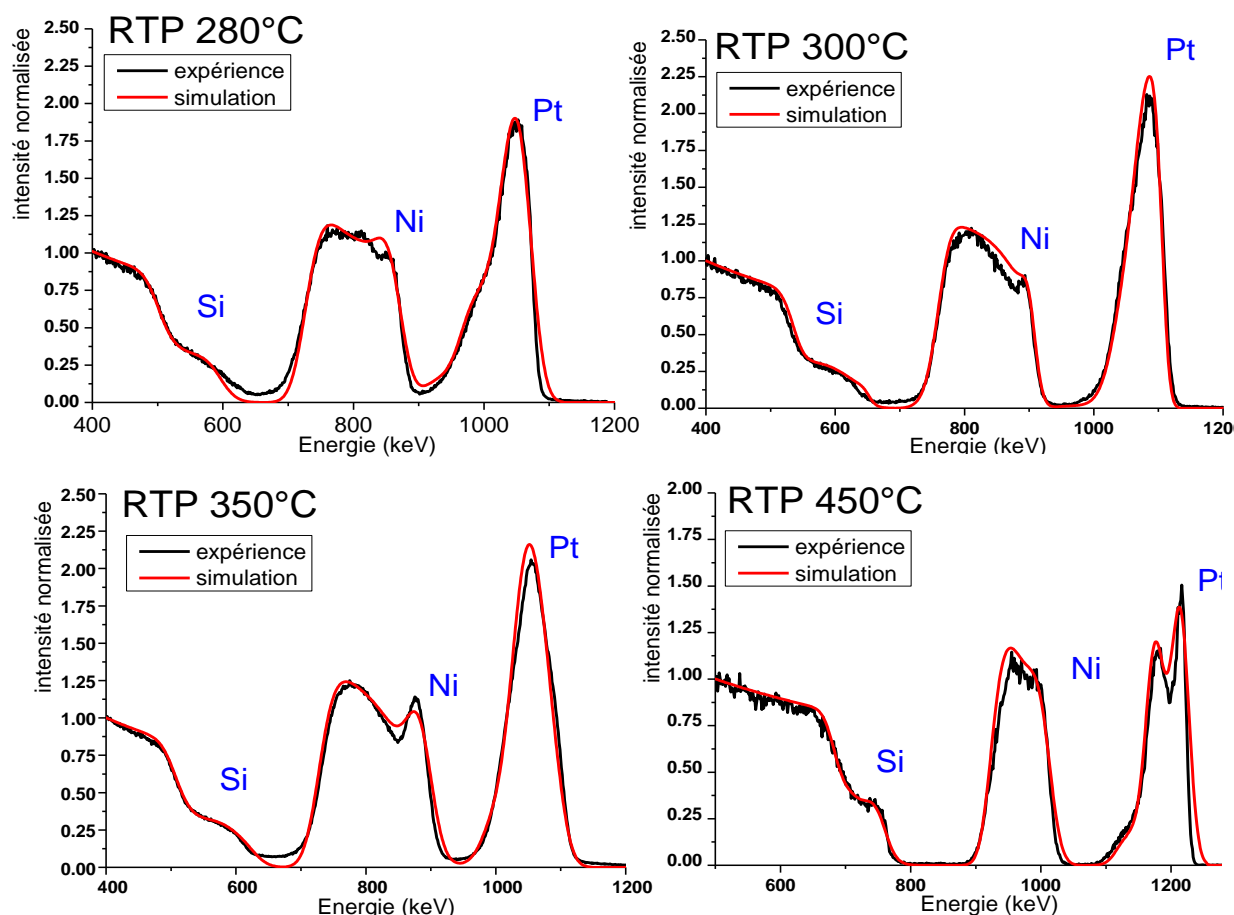 RTP 280°C
intensité normalisée
2.50
2.25
2.00
1.75
1.50
1.25
1.00
0.75
0.50
0.25
0.00
expérience
simulation
Pt
Ni
Si
400
600
800
1000
1200
Energie (keV)
RTP 300°C
intensité normalisée
2.50
2.25
2.00
1.75
1.50
1.25
1.00
0.75
0.50
0.25
0.00
expérience
simulation
Pt
Ni
Si
400
600
800
1000
120
Energie (keV)
RTP 350°C
intensité normalisée
2.50
2.25
2.00
1.75
1.50
1.25
1.00
0.75
0.50
0.25
0.00
expérience
simulation
Pt
Ni
Si
400
600
800
1000
1200
Energie (keV)
RTP 450°C
intensité normalisée
2.00
1.75
1.50
1.25
1.00
0.75
0.50
0.25
0.00
expérience
simulation
Pt
Ni
Si
600
800
1000
1200
Energie (keV)